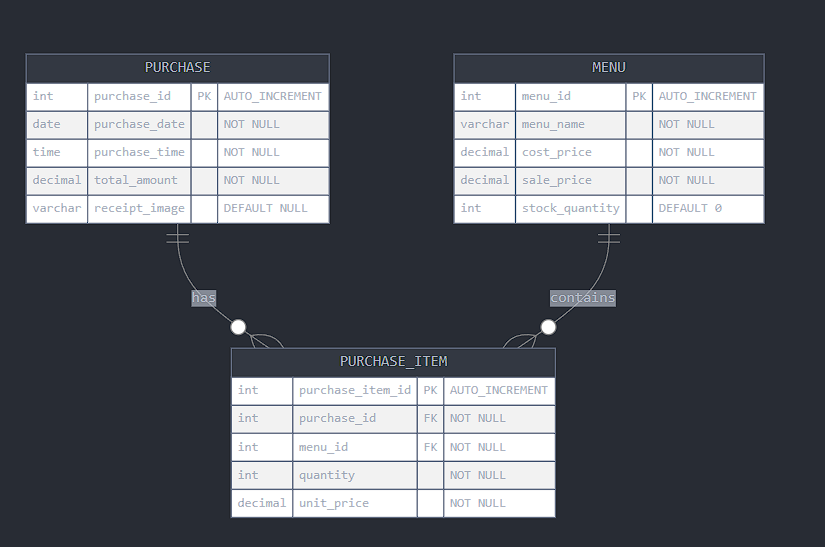 PURCHASE
int purchase_id PK AUTO_INCREMENT
date purchase_date NOT NULL
time purchase_time NOT NULL
decimal total_amount NOT NULL
varchar receipt_image DEFAULT NULL
MENU
int menu_id PK AUTO_INCREMENT
varchar menu_name NOT NULL
decimal cost_price NOT NULL
decimal sale_price NOT NULL
int stock_quantity DEFAULT 0
has
contains
PURCHASE_ITEM
int purchase_item_id PK AUTO_INCREMENT
int purchase_id FK NOT NULL
int menu_id FK NOT NULL
int quantity NOT NULL
decimal unit_price NOT NULL